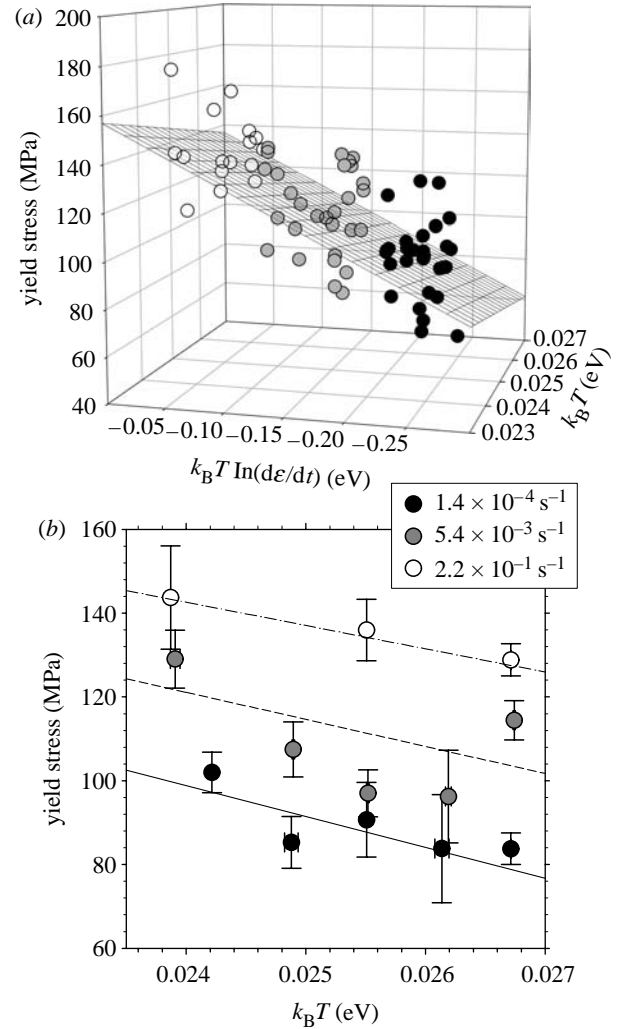 (a)
200
180
160
140
120
100
80
60
40
yield stress (MPa)
−0.05
−0.10
−0.15
−0.20
−0.25
k_B T In(dε/dt) (eV)
0.027
0.026
0.025
0.024
0.023
k_B T (eV)
1.4 × 10⁻⁴ s⁻¹
5.4 × 10⁻³ s⁻¹
2.2 × 10⁻¹ s⁻¹
(b)
160
140
120
100
80
60
yield stress (MPa)
0.024
0.025
0.026
0.027
k_B T (eV)